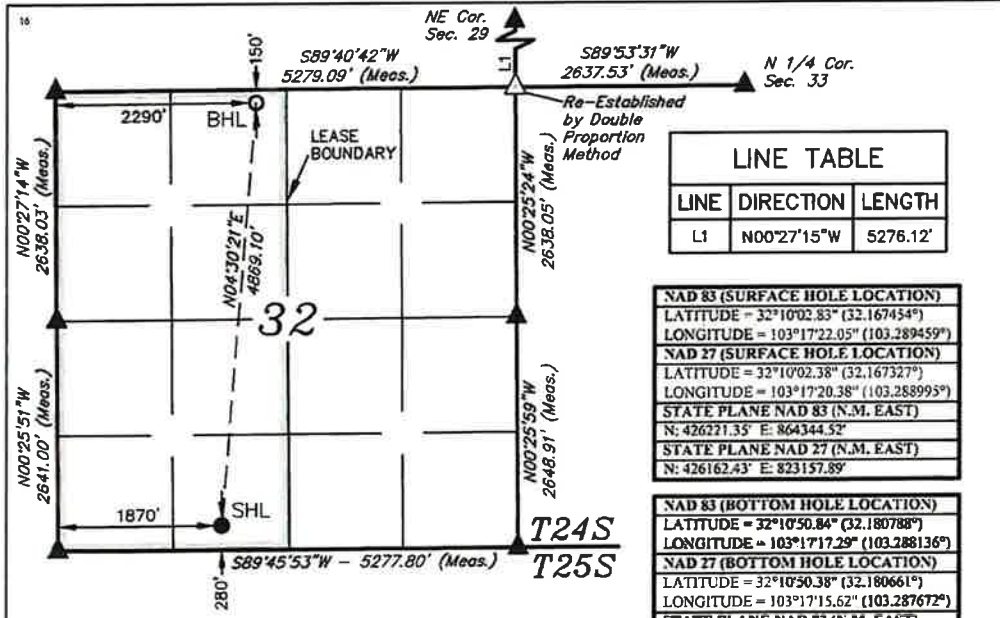 16
NE Cor.
Sec. 29
150'
S89°40'42"W
5279.09' (Meas.)
L1
S89°53'31"W
2637.53' (Meas.)
N 1/4 Cor.
Sec. 33
2290'
BHL
Re-Established
by Double
Proportion
Method
LEASE
BOUNDARY
N00°27'14"W
2638.03' (Meas.)
N04°30'21"E
4869.10'
N00°25'24"W
2638.05' (Meas.)
32
N00°25'51"W
2641.00' (Meas.)
N00°25'59"W
2648.91' (Meas.)
1870'
SHL
T24S
T25S
S89°45'53"W – 5277.80' (Meas.)
280'
LINE TABLE
LINE DIRECTION LENGTH
L1 N00°27'15"W 5276.12'
NAD 83 (SURFACE HOLE LOCATION)
LATITUDE = 32°10'02.83" (32.167454°)
LONGITUDE = 103°17'22.05" (103.289459°)
NAD 27 (SURFACE HOLE LOCATION)
LATITUDE = 32°10'02.38" (32.167327°)
LONGITUDE = 103°17'20.38" (103.288995°)
STATE PLANE NAD 83 (N.M. EAST)
N: 426221.35' E: 864344.52'
STATE PLANE NAD 27 (N.M. EAST)
N: 426162.43' E: 823157.89'
NAD 83 (BOTTOM HOLE LOCATION)
LATITUDE = 32°10'50.84" (32.180788°)
LONGITUDE = 103°17'17.29" (103.288136°)
NAD 27 (BOTTOM HOLE LOCATION)
LATITUDE = 32°10'50.38" (32.180661°)
LONGITUDE = 103°17'15.62" (103.287672°)
STATE PLANE NAD 83 (N.M. EAST)